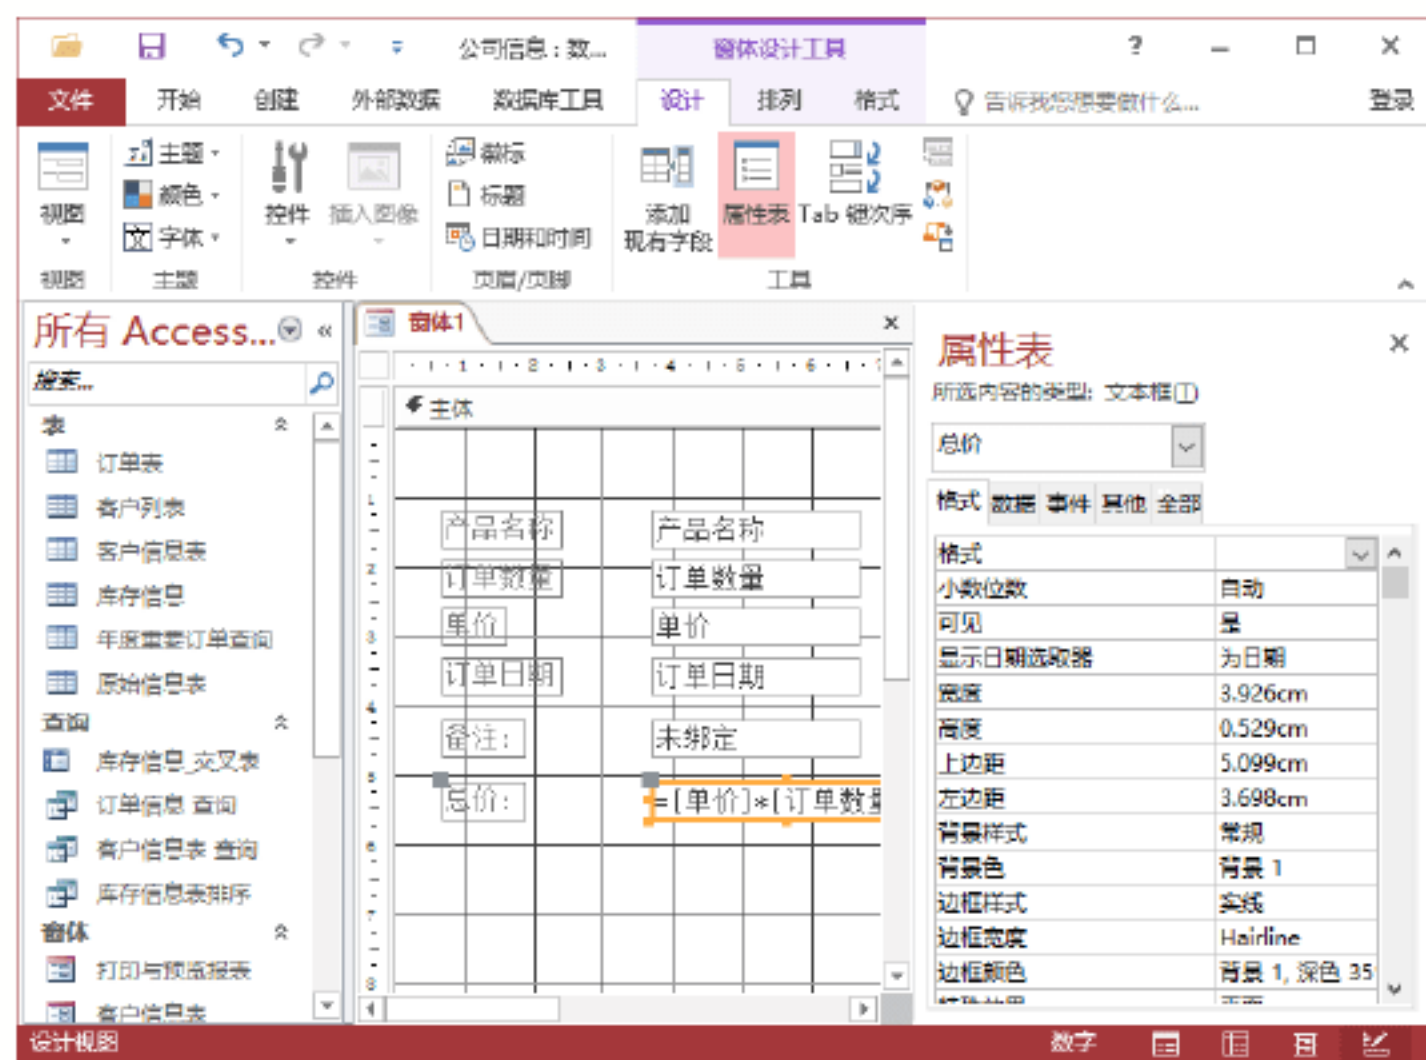 公司信息：数...
窗体设计工具
?
文件 开始 创建 外部数据 数据库工具 设计 排列 格式 告诉我您想要做什么... 登录
视图
主题
颜色
字体
控件
插入图像
徽标
标题
日期和时间
添加
现有字段
属性表
Tab 键次序
视图 主题 控件 页眉/页脚 工具
所有 Access...
搜索...
表
订单表
客户列表
客户信息表
库存信息
年度重要订单查询
原始信息表
查询
库存信息_交叉表
订单信息 查询
客户信息表 查询
库存信息表排序
窗体
打印与预览报表
客户信息表
窗体1
1 2 3 4 5 6 7
主体
1
2
3
4
5
6
7
8
产品名称 产品名称
订单数量 订单数量
单价 单价
订单日期 订单日期
备注： 未绑定
总价： =[单价]*[订单数量
属性表
所选内容的类型: 文本框(T)
总价
格式 数据 事件 其他 全部
格式
小数位数 自动
可见 是
显示日期选取器 为日期
宽度 3.926cm
高度 0.529cm
上边距 5.099cm
左边距 3.698cm
背景样式 常规
背景色 背景 1
边框样式 实线
边框宽度 Hairline
边框颜色 背景 1, 深色 35
设计视图 数字